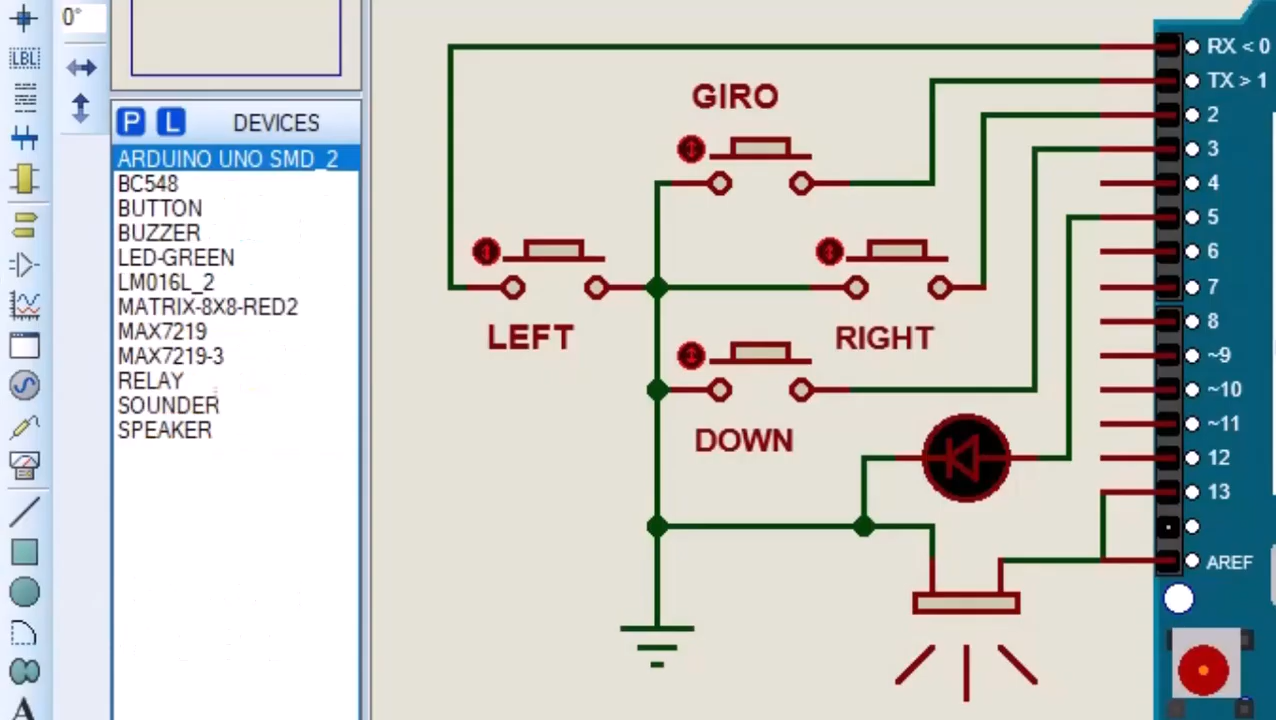 LBL
0°
P L DEVICES
ARDUINO UNO SMD_2
BC548
BUTTON
BUZZER
LED-GREEN
LM016L_2
MATRIX-8X8-RED2
MAX7219
MAX7219-3
RELAY
SOUNDER
SPEAKER
A
GIRO
LEFT
RIGHT
DOWN
RX < 0
TX > 1
2
3
4
5
6
7
8
~9
~10
~11
12
13
AREF